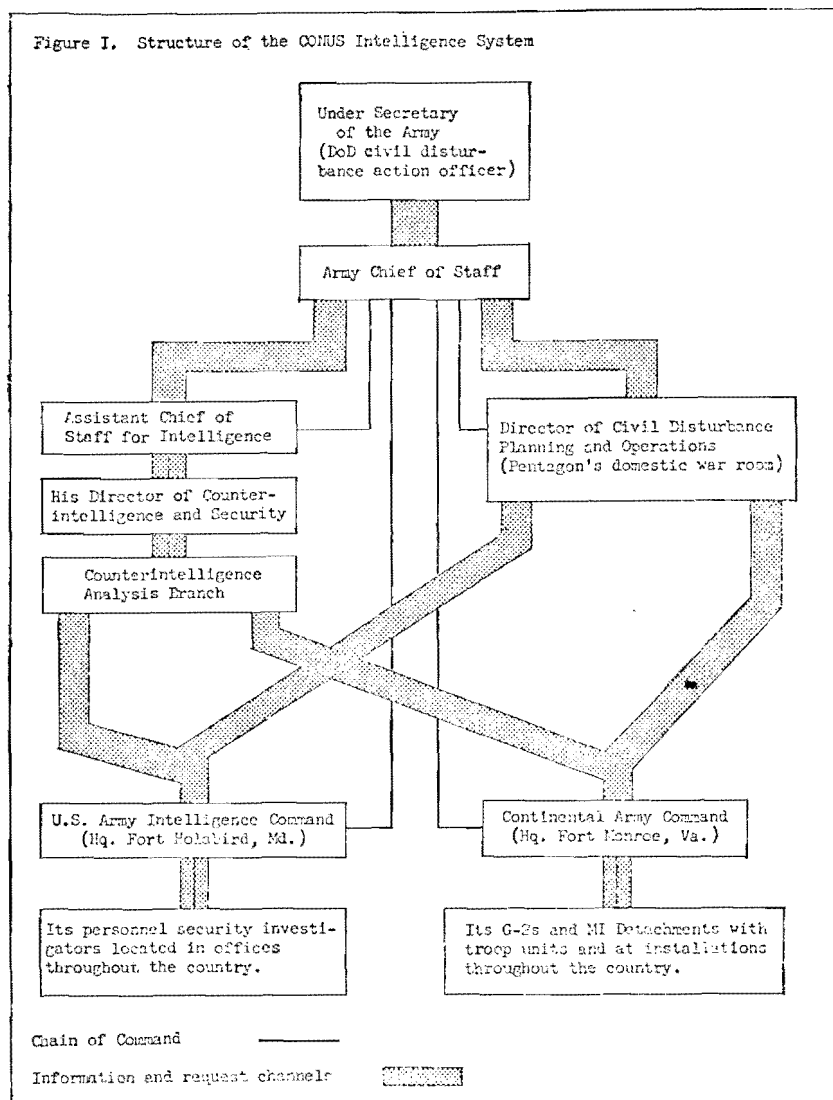 Figure I. Structure of the CONUS Intelligence System
Under Secretary
of the Army
(DoD civil distur-
bance action officer)
Army Chief of Staff
Assistant Chief of
Staff for Intelligence
Director of Civil Disturbance
Planning and Operations
(Pentagon's domestic war room)
His Director of Counter-
intelligence and Security
Counterintelligence
Analysis Branch
U.S. Army Intelligence Command
(Hq. Fort Holabird, Md.)
Continental Army Command
(Hq. Fort Monroe, Va.)
Its personnel security investi-
gators located in offices
throughout the country.
Its G-2s and MI Detachments with
troop units and at installations
throughout the country.
Chain of Command
Information and request channels